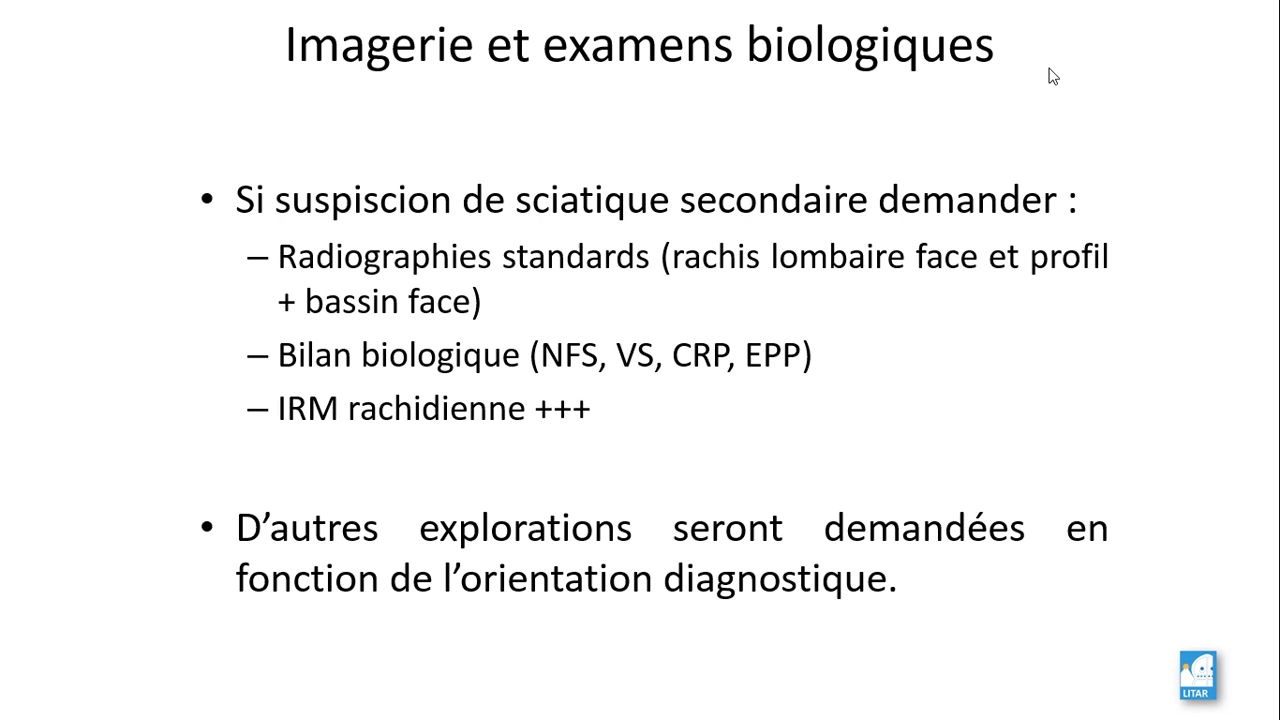 Imagerie et examens biologiques
• Si suspiscion de sciatique secondaire demander :
– Radiographies standards (rachis lombaire face et profil
+ bassin face)
– Bilan biologique (NFS, VS, CRP, EPP)
– IRM rachidienne +++
• D’autres explorations seront demandées en
fonction de l’orientation diagnostique.
LITAR